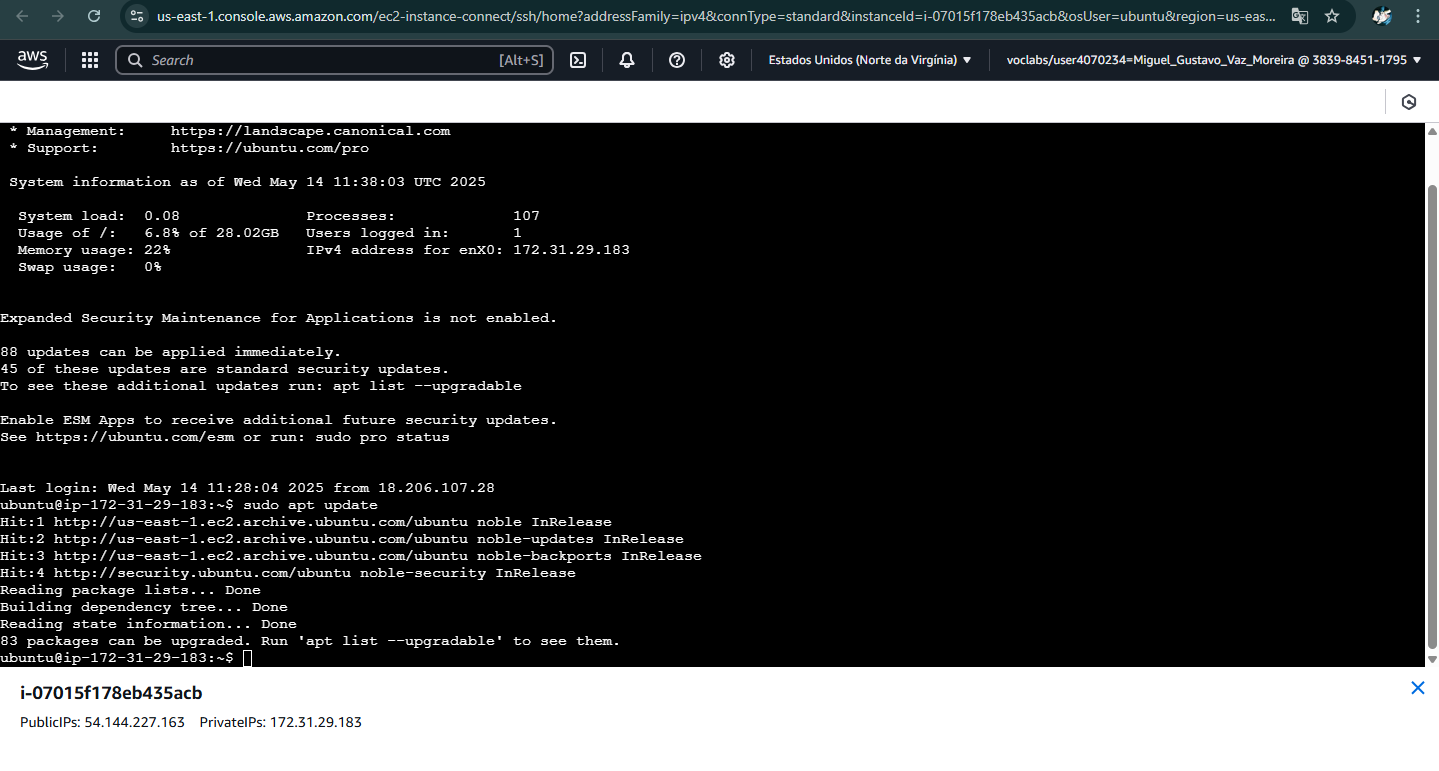 us-east-1.console.aws.amazon.com/ec2-instance-connect/ssh/home?addressFamily=ipv4&connType=standard&instanceId=i-07015f178eb435acb&osUser=ubuntu&region=us-eas...
aws Search [Alt+S] Estados Unidos (Norte da Virgínia) voclabs/user4070234=Miguel_Gustavo_Vaz_Moreira @ 3839-8451-1795
* Management: https://landscape.canonical.com
* Support: https://ubuntu.com/pro
System information as of Wed May 14 11:38:03 UTC 2025
System load: 0.08 Processes: 107
Usage of /: 6.8% of 28.02GB Users logged in: 1
Memory usage: 22% IPv4 address for enX0: 172.31.29.183
Swap usage: 0%
Expanded Security Maintenance for Applications is not enabled.
88 updates can be applied immediately.
45 of these updates are standard security updates.
To see these additional updates run: apt list --upgradable
Enable ESM Apps to receive additional future security updates.
See https://ubuntu.com/esm or run: sudo pro status
Last login: Wed May 14 11:28:04 2025 from 18.206.107.28
ubuntu@ip-172-31-29-183:~$ sudo apt update
Hit:1 http://us-east-1.ec2.archive.ubuntu.com/ubuntu noble InRelease
Hit:2 http://us-east-1.ec2.archive.ubuntu.com/ubuntu noble-updates InRelease
Hit:3 http://us-east-1.ec2.archive.ubuntu.com/ubuntu noble-backports InRelease
Hit:4 http://security.ubuntu.com/ubuntu noble-security InRelease
Reading package lists... Done
Building dependency tree... Done
Reading state information... Done
83 packages can be upgraded. Run 'apt list --upgradable' to see them.
ubuntu@ip-172-31-29-183:~$
i-07015f178eb435acb
PublicIPs: 54.144.227.163 PrivateIPs: 172.31.29.183